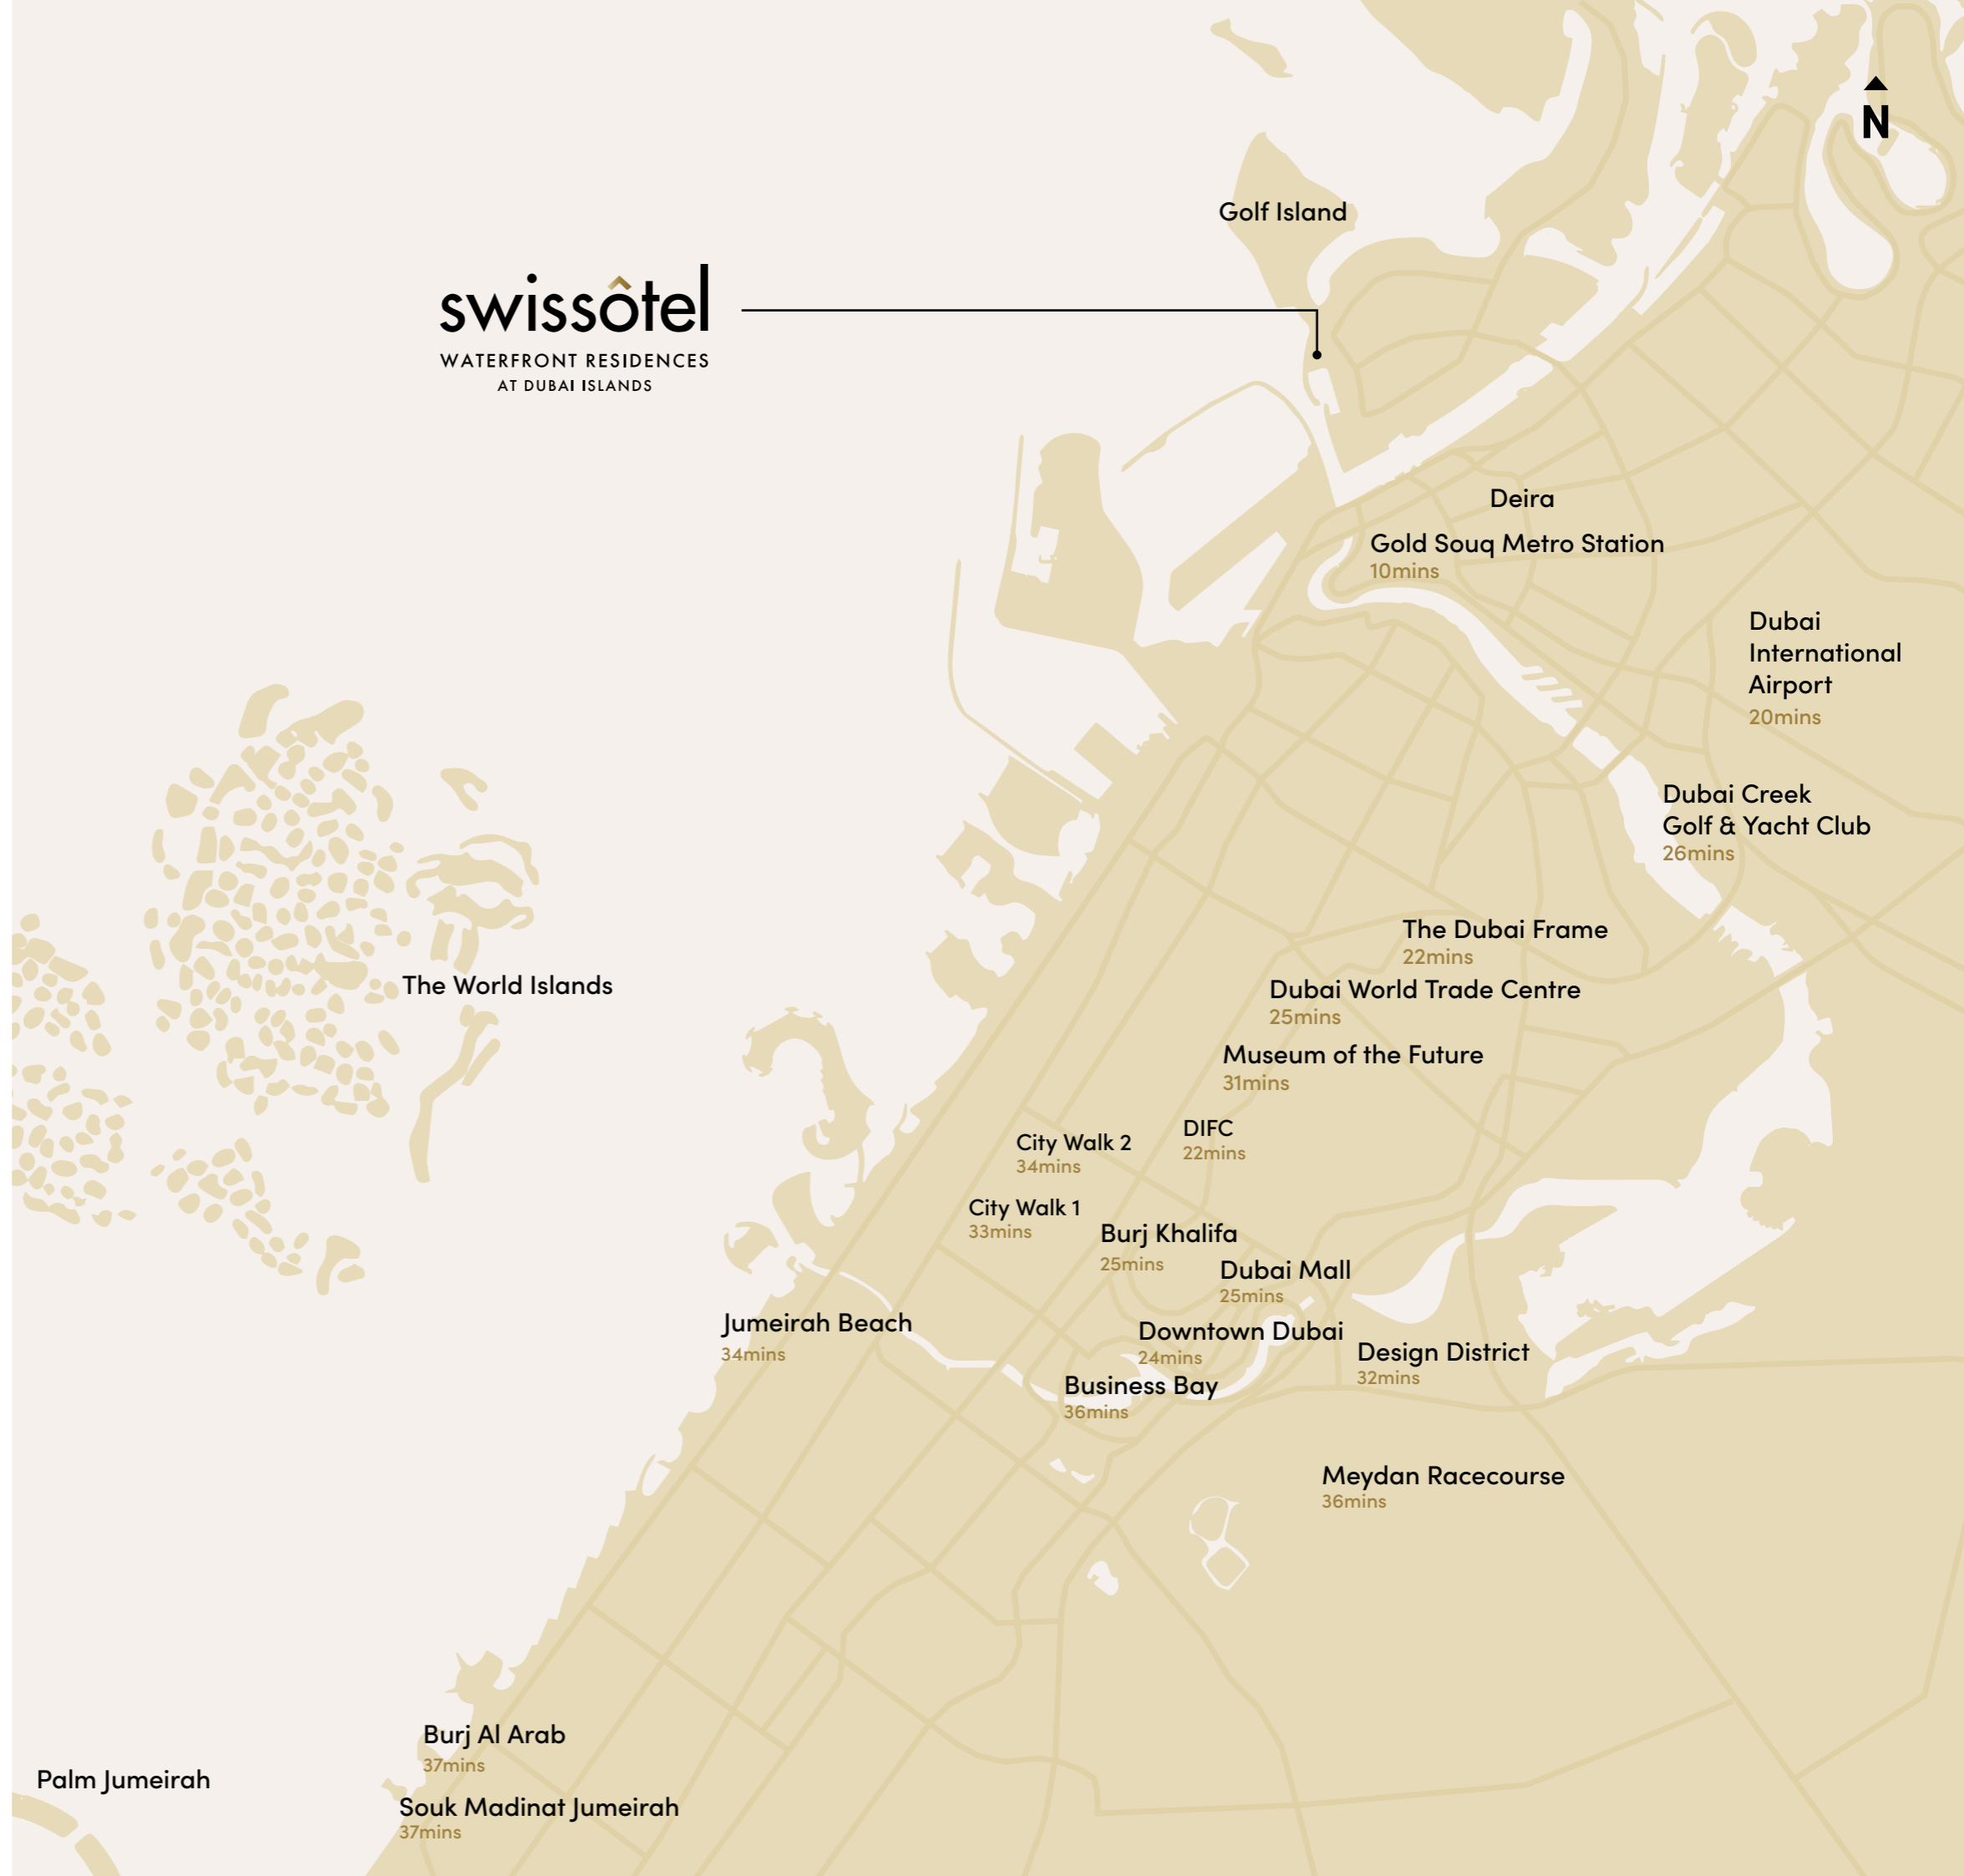 N
Golf Island
swissôtel
WATERFRONT RESIDENCES
AT DUBAI ISLANDS
Deira
Gold Souq Metro Station
10mins
Dubai
International
Airport
20mins
Dubai Creek
Golf & Yacht Club
26mins
The Dubai Frame
22mins
The World Islands
Dubai World Trade Centre
25mins
Museum of the Future
31mins
DIFC
22mins
City Walk 2
34mins
City Walk 1
33mins
Burj Khalifa
25mins
Dubai Mall
25mins
Jumeirah Beach
34mins
Downtown Dubai
24mins
Design District
32mins
Business Bay
36mins
Meydan Racecourse
36mins
Burj Al Arab
37mins
Palm Jumeirah
Souk Madinat Jumeirah
37mins